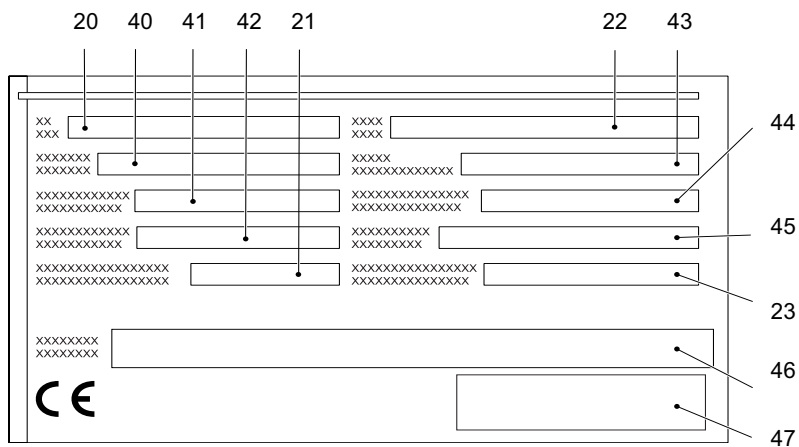 20 40 41 42 21 22 43
XX
XXX
XXXX
XXXX
44
XXXXXXX
XXXXXXX
XXXXX
XXXXXXXXXXXXX
XXXXXXXXXXXX
XXXXXXXXXXX
XXXXXXXXXXXXXXX
XXXXXXXXXXXXXX
45
XXXXXXXXXXXX
XXXXXXXXXXX
XXXXXXXXXX
XXXXXXXXX
XXXXXXXXXXXXXXXXX
XXXXXXXXXXXXXXXXX
XXXXXXXXXXXXXXXX
XXXXXXXXXXXXXXX
23
XXXXXXXX
XXXXXXXX
46
CE
47